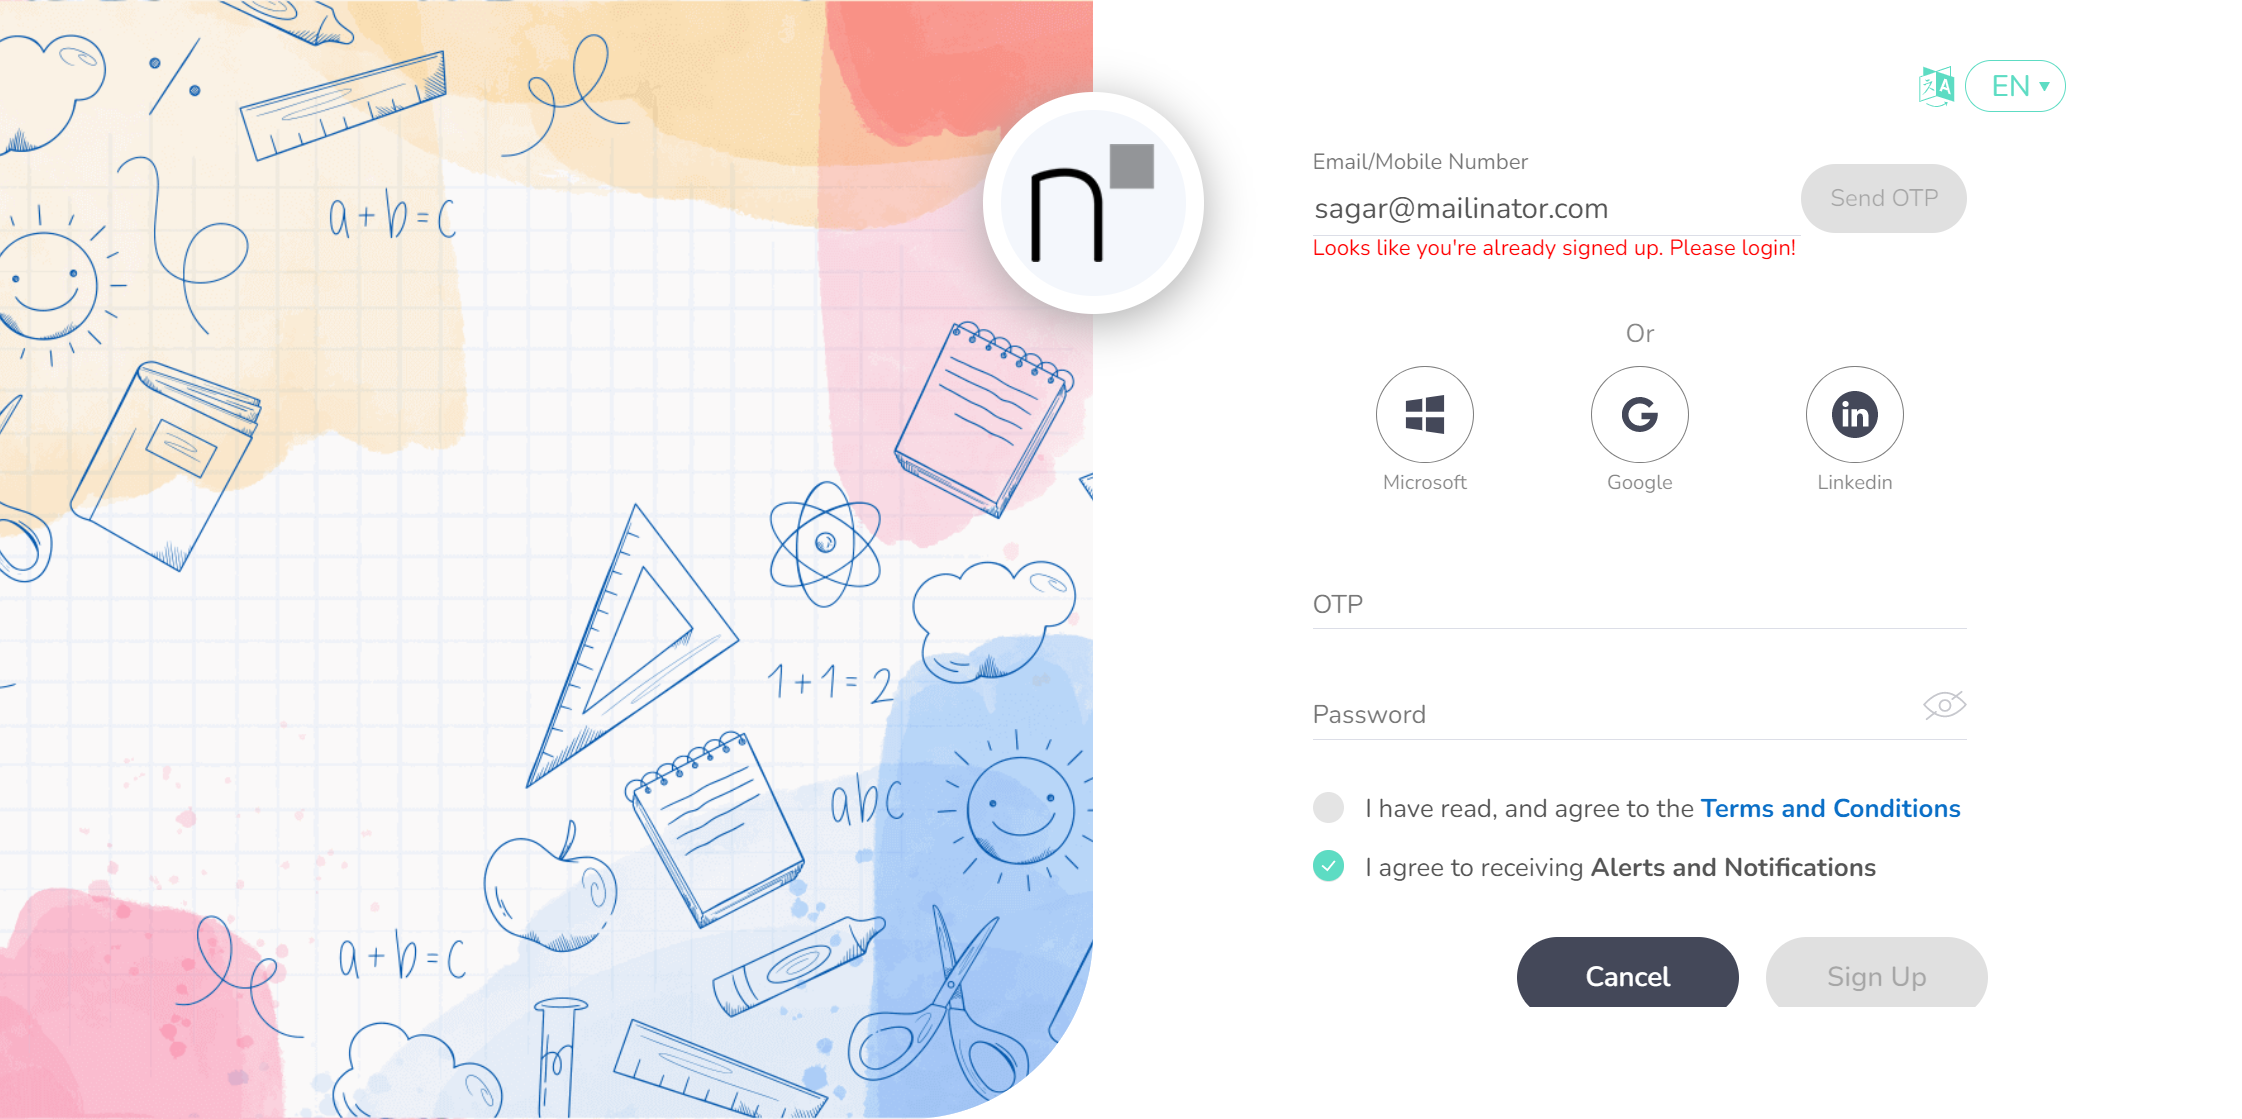 a+b=c
1+1=2
abc
a+b=c
n
A
EN
Email/Mobile Number
sagar@mailinator.com
Send OTP
Looks like you're already signed up. Please login!
Or
G
in
Microsoft
Google
Linkedin
OTP
Password
I have read, and agree to the Terms and Conditions
I agree to receiving Alerts and Notifications
Cancel
Sign Up